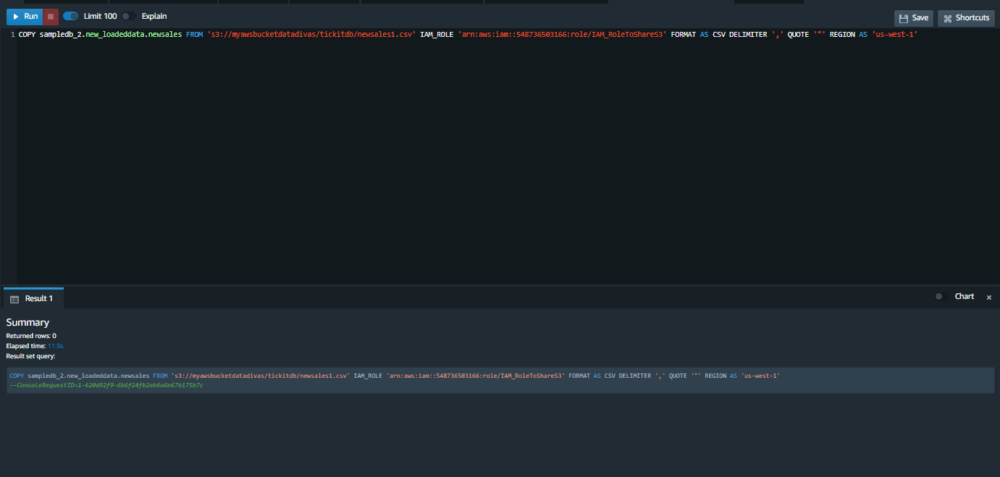 Run
Limit 100
Explain
Save
Shortcuts
1 COPY sampledb_2.new_loadeddata.newsales FROM 's3://myawsbucketdatadivas/tickitdb/newsales1.csv' IAM_ROLE 'arn:aws:iam::548736503166:role/IAM_RoleToShareS3' FORMAT AS CSV DELIMITER ',' QUOTE '"' REGION AS 'us-west-1'
Result 1
Chart
Summary
Returned rows: 0
Elapsed time: 11.9s
Result set query:
COPY sampledb_2.new_loadeddata.newsales FROM 's3://myawsbucketdatadivas/tickitdb/newsales1.csv' IAM_ROLE 'arn:aws:iam::548736503166:role/IAM_RoleToShareS3' FORMAT AS CSV DELIMITER ',' QUOTE '"' REGION AS 'us-west-1'
--ConsoleRequestID=1-620d92f9-6b6f24fb2eb6a6e67b175b7c